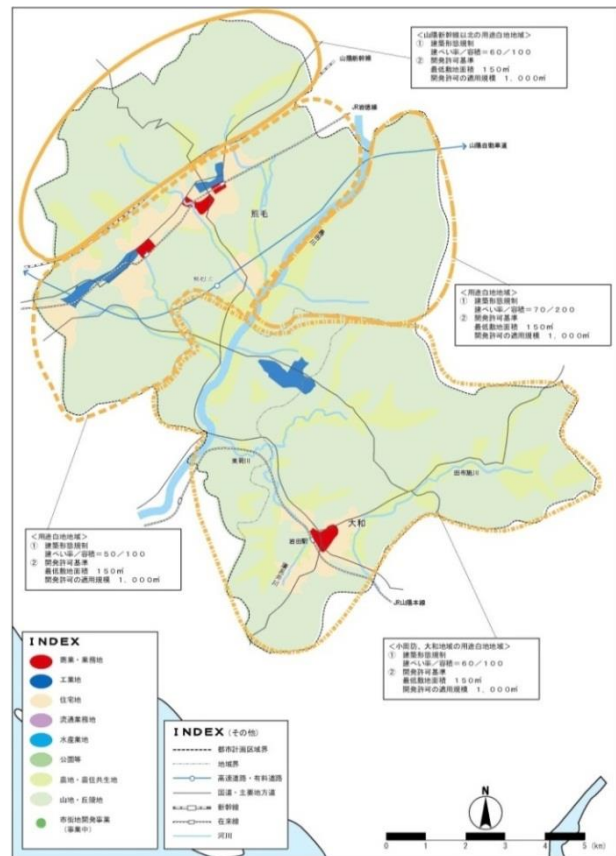 ＜山陽新幹線以北の用途白地地域＞
① 建築形態規制
建ぺい率／容積＝６０／１００
② 開発許可基準
最低敷地面積 １５０㎡
開発許可の適用規模 １，０００㎡
山陽新幹線
JR岩徳線
山陽自動車道
熊毛
＜用途白地地域＞
① 建築形態規制
建ぺい率／容積＝７０／２００
② 開発許可基準
最低敷地面積 １５０㎡
開発許可の適用規模 １，０００㎡
田布施川
大和
岩田駅
JR山陽本線
＜用途白地地域＞
① 建築形態規制
建ぺい率／容積＝５０／１００
② 開発許可基準
最低敷地面積 １５０㎡
開発許可の適用規模 １，０００㎡
＜小周防、大和地域の用途白地地域＞
① 建築形態規制
建ぺい率／容積＝６０／１００
② 開発許可基準
最低敷地面積 １５０㎡
開発許可の適用規模 １，０００㎡
INDEX
商業・業務地
工業地
住宅地
流通業務地
水産業地
公園等
農地・農住共生地
山地・丘陵地
市街地開発事業
（事業中）
INDEX（その他）
都市計画区域界
地域界
高速道路・有料道路
国道・主要地方道
新幹線
在来線
河川
N
0 1 2 3 4 5 (km)